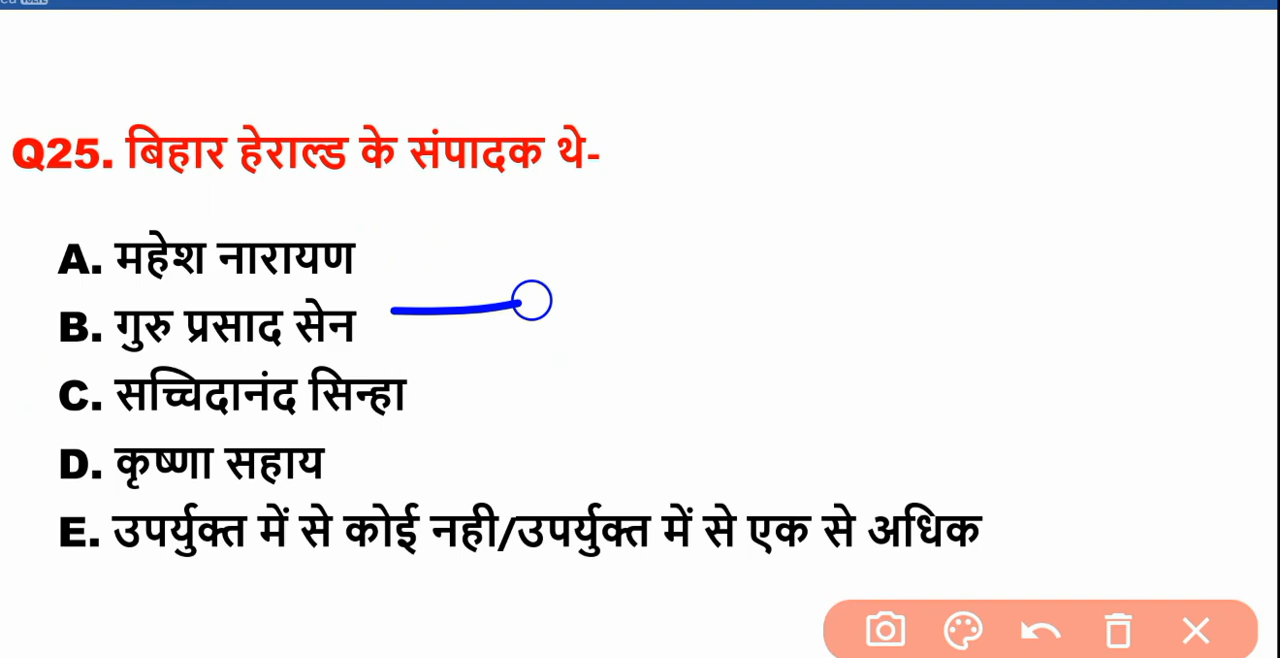 Q25. बिहार हेराल्ड के संपादक थे-
A. महेश नारायण
B. गुरु प्रसाद सेन
C. सच्चिदानंद सिन्हा
D. कृष्णा सहाय
E. उपर्युक्त में से कोई नही/उपर्युक्त में से एक से अधिक